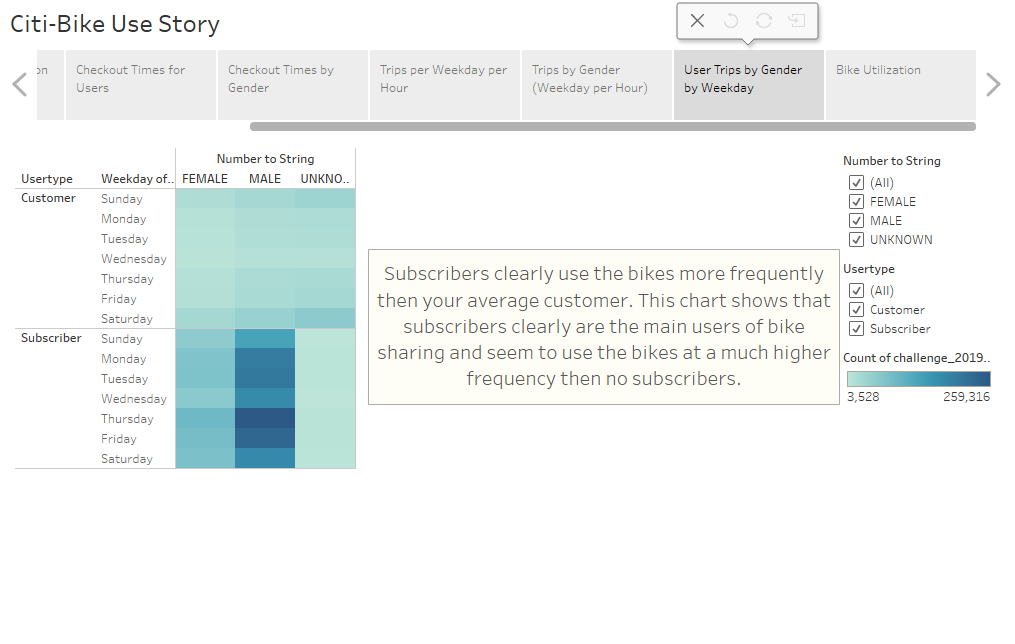 Citi-Bike Use Story
on
Checkout Times for
Users
Checkout Times by
Gender
Trips per Weekday per
Hour
Trips by Gender
(Weekday per Hour)
User Trips by Gender
by Weekday
Bike Utilization
Number to String
Usertype Weekday of.. FEMALE MALE UNKNO..
Customer Sunday
Monday
Tuesday
Wednesday
Thursday
Friday
Saturday
Subscriber Sunday
Monday
Tuesday
Wednesday
Thursday
Friday
Saturday
Subscribers clearly use the bikes more frequently
then your average customer. This chart shows that
subscribers clearly are the main users of bike
sharing and seem to use the bikes at a much higher
frequency then no subscribers.
Number to String
(All)
FEMALE
MALE
UNKNOWN
Usertype
(All)
Customer
Subscriber
Count of challenge_2019..
3,528 259,316